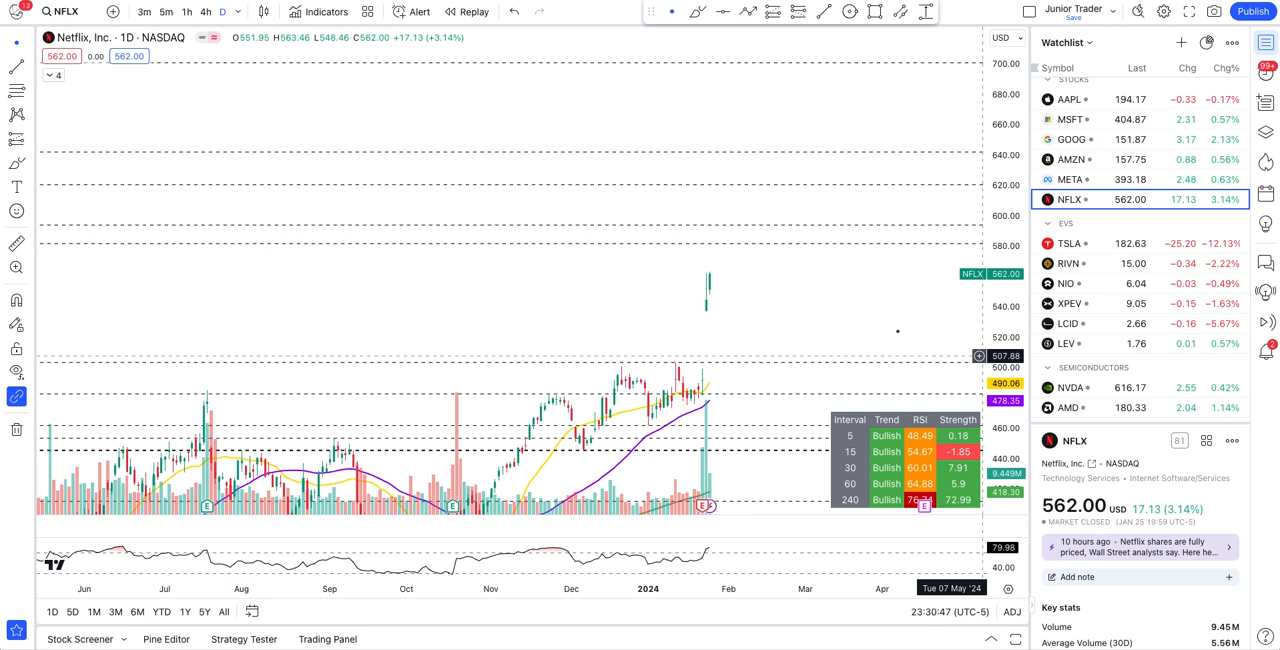 13
NFLX
3m 5m 1h 4h D
Indicators
Alert
Replay
Junior Trader
Save
Publish
Netflix, Inc. · 1D · NASDAQ
O551.95 H563.46 L548.46 C562.00 +17.13 (+3.14%)
562.00 0.00 562.00
4
USD
700.00
680.00
660.00
640.00
620.00
600.00
580.00
NFLX 562.00
540.00
520.00
507.88
500.00
490.06
478.35
460.00
440.00
9.449M
418.30
Interval Trend RSI Strength
5 Bullish 48.49 0.18
15 Bullish 54.67 −1.85
30 Bullish 60.01 7.91
60 Bullish 64.88 5.9
240 Bullish 76.74 72.99
E E E E
79.98
40.00
Jun Jul Aug Sep Oct Nov Dec 2024 Feb Mar Apr Tue 07 May '24
1D 5D 1M 3M 6M YTD 1Y 5Y All
23:30:47 (UTC-5) ADJ
Stock Screener Pine Editor Strategy Tester Trading Panel
Watchlist
Symbol Last Chg Chg%
STOCKS
AAPL 194.17 −0.33 −0.17%
MSFT 404.87 2.31 0.57%
GOOG 151.87 3.17 2.13%
AMZN 157.75 0.88 0.56%
META 393.18 2.48 0.63%
NFLX 562.00 17.13 3.14%
EVS
TSLA 182.63 −25.20 −12.13%
RIVN 15.00 −0.34 −2.22%
NIO 6.04 −0.03 −0.49%
XPEV 9.05 −0.15 −1.63%
LCID 2.66 −0.16 −5.67%
LEV 1.76 0.01 0.57%
SEMICONDUCTORS
NVDA 616.17 2.55 0.42%
AMD 180.33 2.04 1.14%
NFLX
81
Netflix, Inc. • NASDAQ
Technology Services • Internet Software/Services
562.00 USD 17.13 (3.14%)
MARKET CLOSED (JAN 25 19:59 UTC-5)
10 hours ago • Netflix shares are fully
priced, Wall Street analysts say. Here he...
Add note
Key stats
Volume 9.45M
Average Volume (30D) 5.56M
99+
2